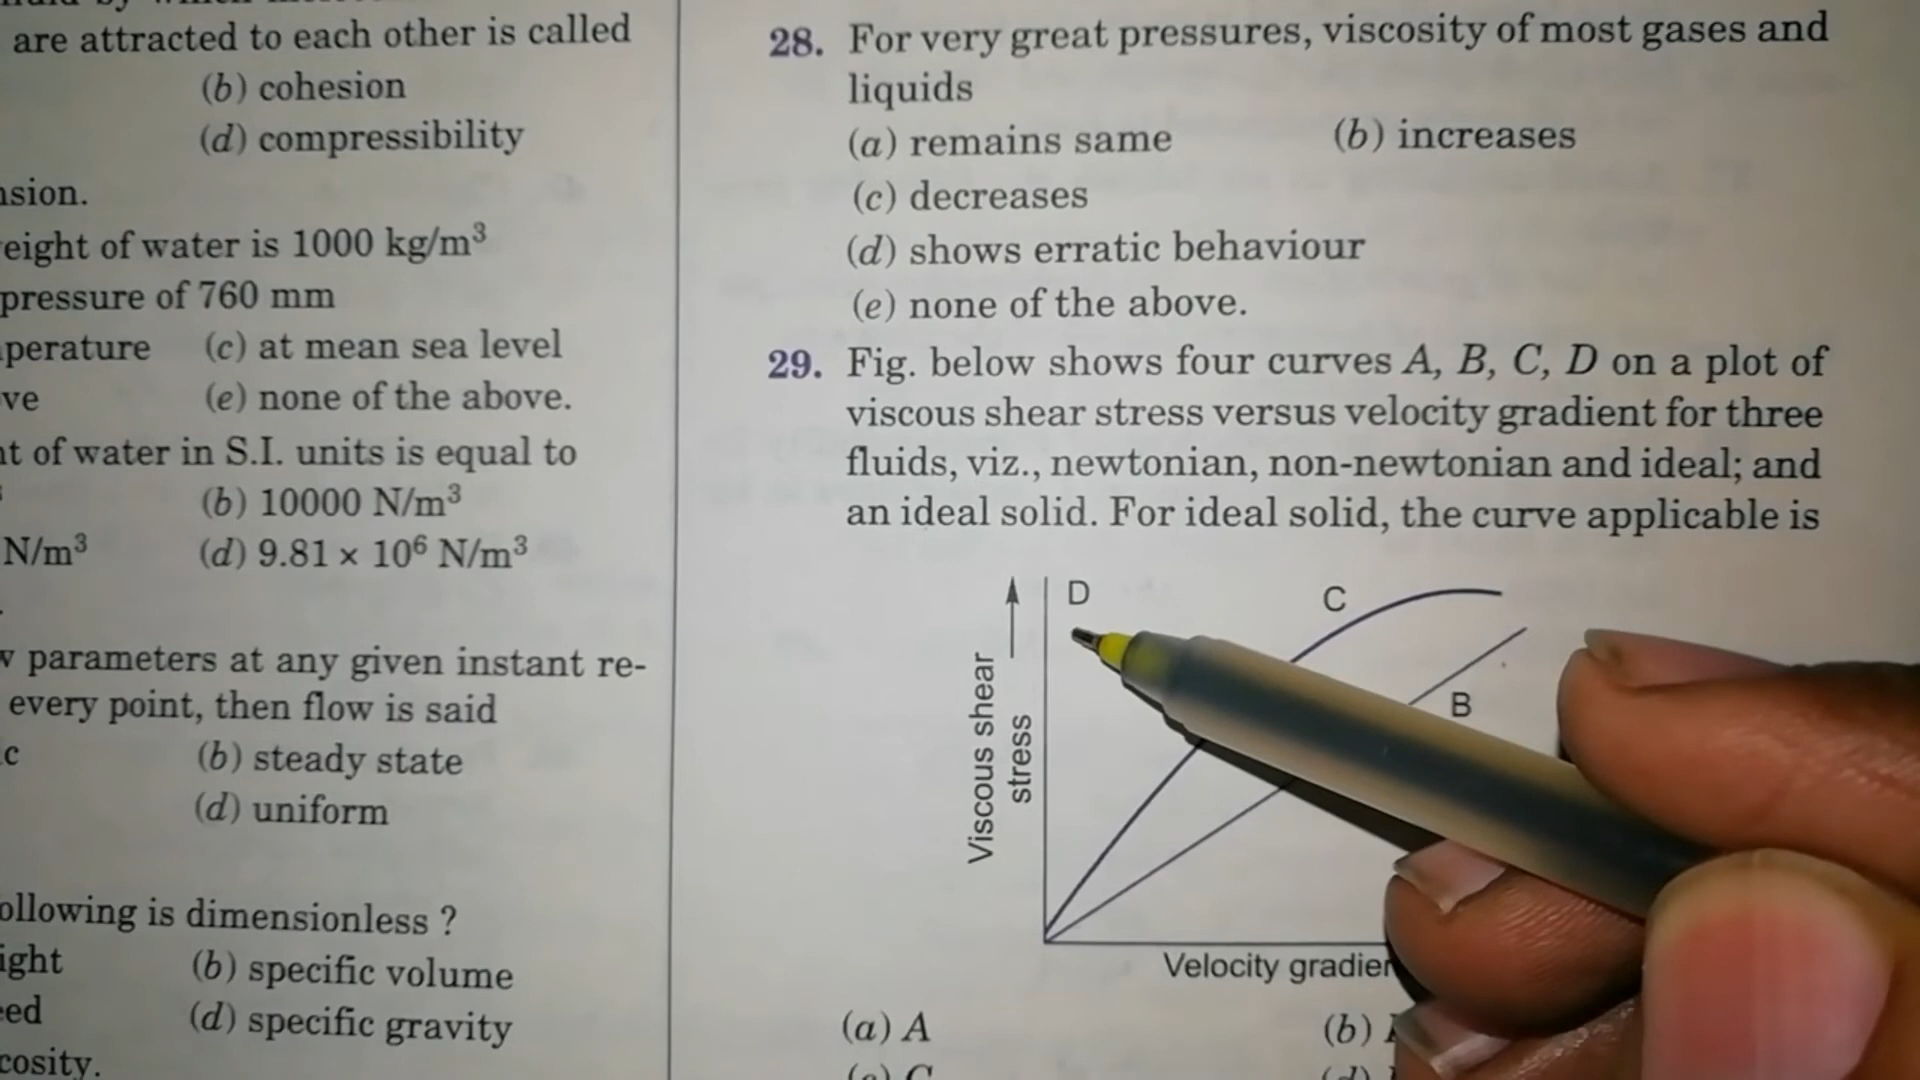 are attracted to each other is called
(b) cohesion
(d) compressibility
eight of water is 1000 kg/m³
pressure of 760 mm
perature (c) at mean sea level
ve (e) none of the above.
t of water in S.I. units is equal to
(b) 10000 N/m³
N/m³ (d) 9.81 × 10⁶ N/m³
parameters at any given instant re-
every point, then flow is said
c (b) steady state
(d) uniform
ollowing is dimensionless ?
ight (b) specific volume
ed (d) specific gravity
cosity.
28. For very great pressures, viscosity of most gases and
liquids
(a) remains same (b) increases
(c) decreases
(d) shows erratic behaviour
(e) none of the above.
29. Fig. below shows four curves A, B, C, D on a plot of
viscous shear stress versus velocity gradient for three
fluids, viz., newtonian, non-newtonian and ideal; and
an ideal solid. For ideal solid, the curve applicable is
D
C
B
Viscous shear
stress
Velocity gradien
(a) A (b)
(c) C (d)